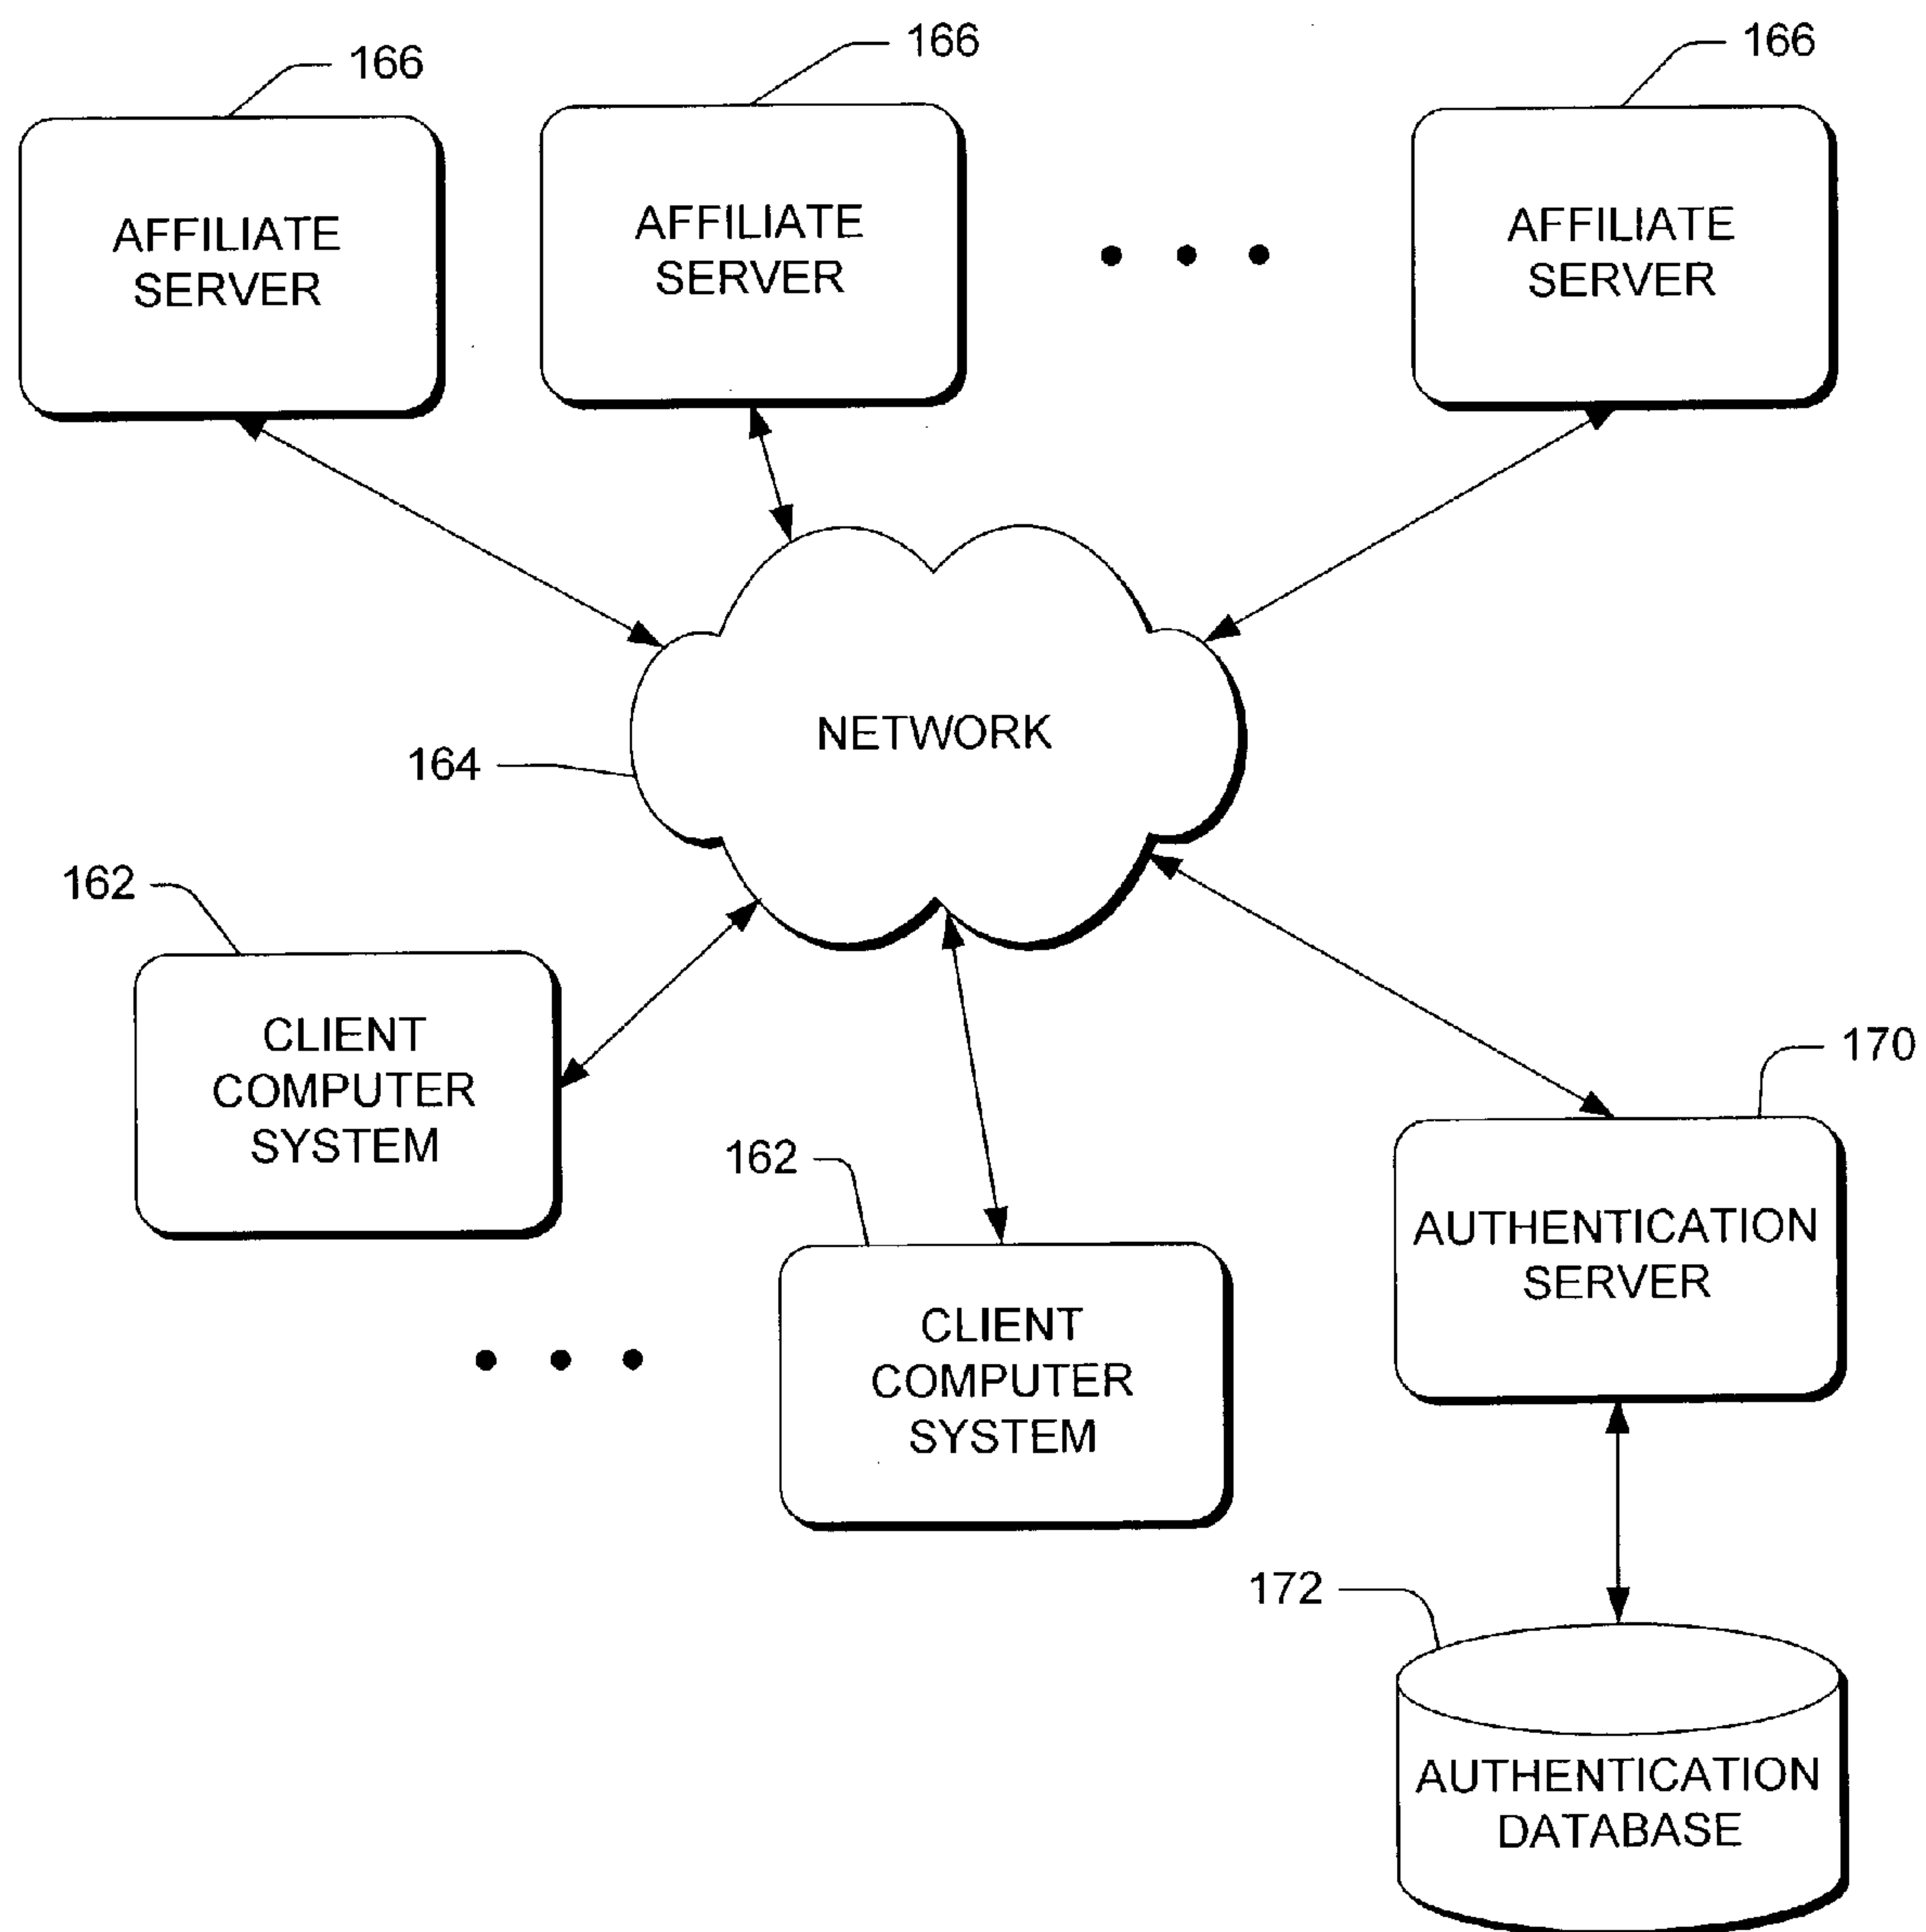 166
166
166
AFFILIATE
SERVER
AFFILIATE
SERVER
AFFILIATE
SERVER
NETWORK
164
162
CLIENT
COMPUTER
SYSTEM
170
162
AUTHENTICATION
SERVER
CLIENT
COMPUTER
SYSTEM
172
AUTHENTICATION
DATABASE